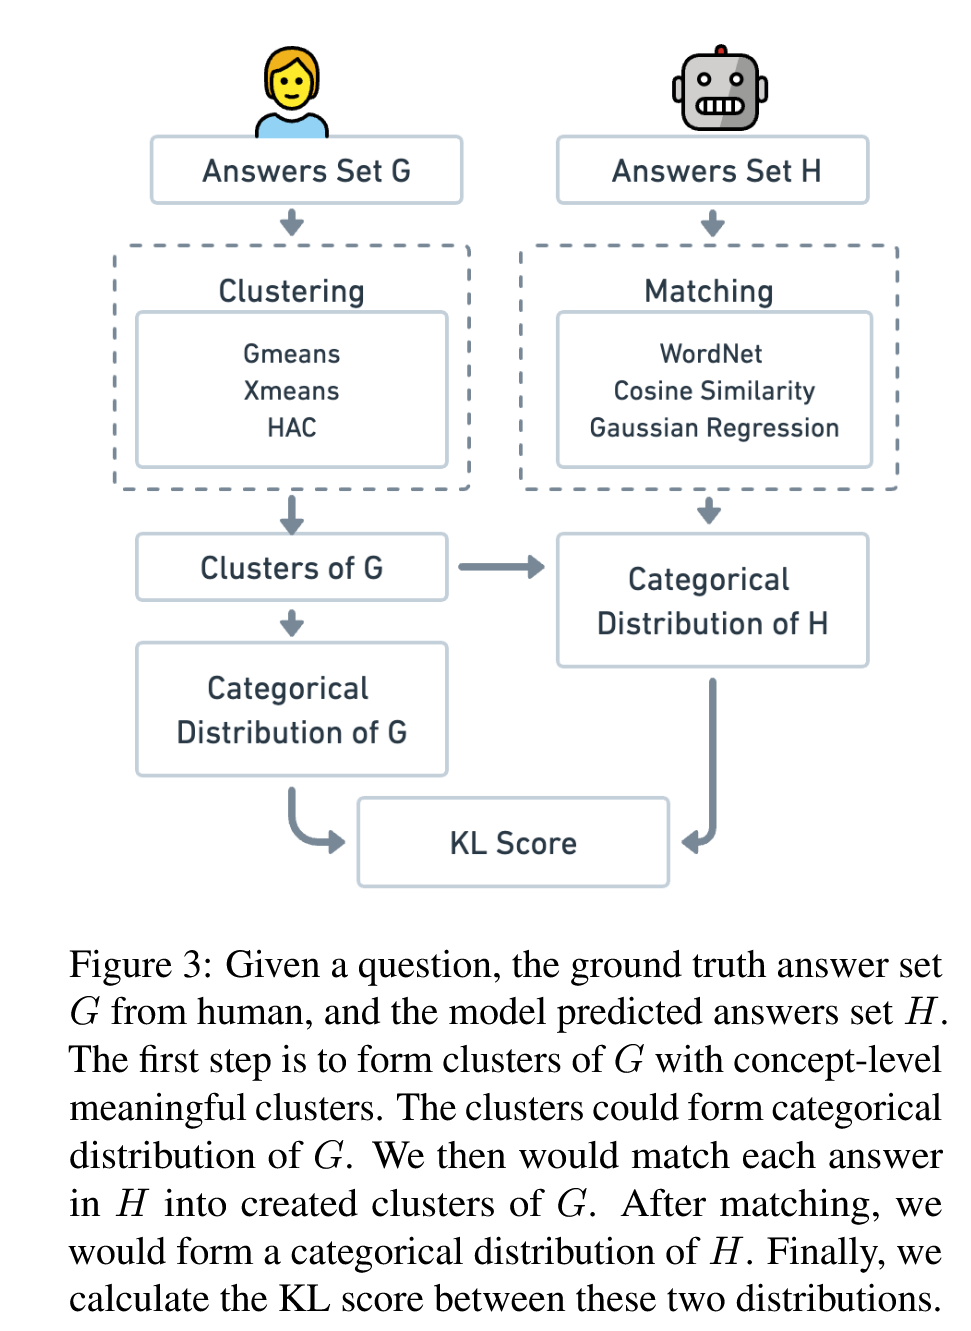 Answers Set G
Answers Set H
Clustering
Gmeans
Xmeans
HAC
Matching
WordNet
Cosine Similarity
Gaussian Regression
Clusters of G
Categorical
Distribution of H
Categorical
Distribution of G
KL Score
Figure 3: Given a question, the ground truth answer set
G from human, and the model predicted answers set H.
The first step is to form clusters of G with concept-level
meaningful clusters. The clusters could form categorical
distribution of G. We then would match each answer
in H into created clusters of G. After matching, we
would form a categorical distribution of H. Finally, we
calculate the KL score between these two distributions.